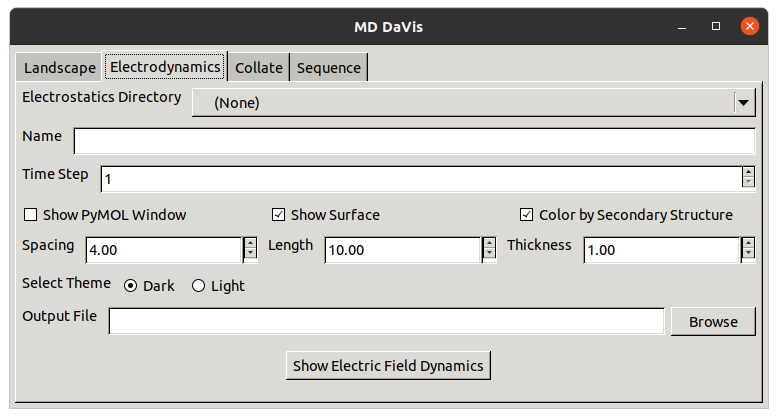 MD DaVis
Landscape Electrodynamics Collate Sequence
Electrostatics Directory (None)
Name
Time Step 1
Show PyMOL Window Show Surface Color by Secondary Structure
Spacing 4.00 Length 10.00 Thickness 1.00
Select Theme Dark Light
Output File Browse
Show Electric Field Dynamics